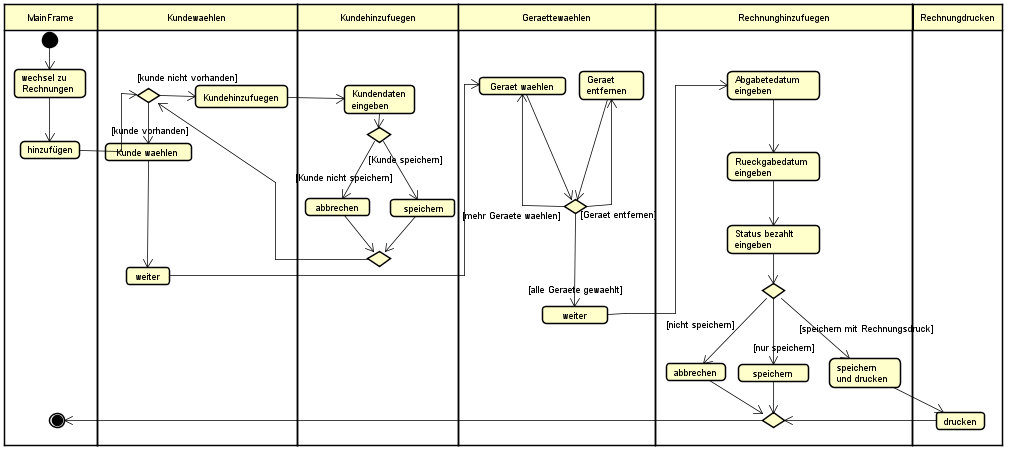 MainFrame
Kundewaehlen
Kundehinzufuegen
Geraettewaehlen
Rechnunghinzufuegen
Rechnungdrucken
wechsel zu
Rechnungen
hinzufügen
[kunde nicht vorhanden]
Kundehinzufuegen
[kunde vorhanden]
Kunde waehlen
weiter
Kundendaten
eingeben
[Kunde speichern]
[Kunde nicht speichern]
abbrechen
speichern
Geraet waehlen
Geraet
entfernen
[mehr Geraete waehlen]
[Geraet entfernen]
[alle Geraete gewaehlt]
weiter
Abgabetedatum
eingeben
Rueckgabedatum
eingeben
Status bezahlt
eingeben
[nicht speichern]
[speichern mit Rechnungsdruck]
[nur speichern]
abbrechen
speichern
speichern
und drucken
drucken